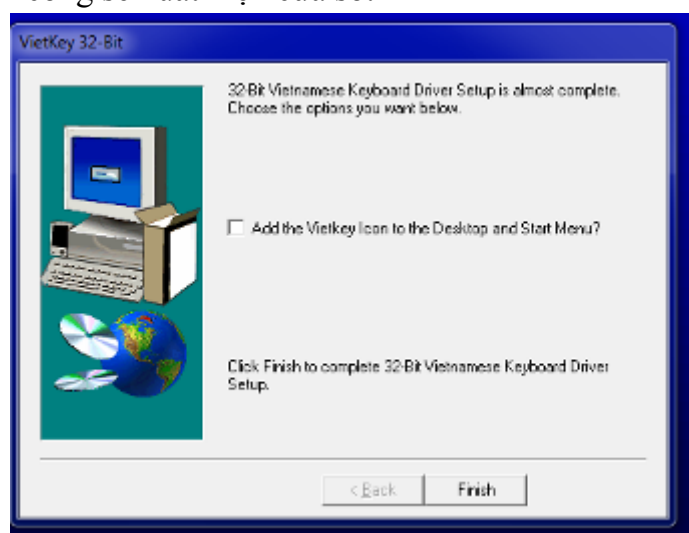 VietKey 32-Bit
32-Bit Vietnamese Keyboard Driver Setup is almost complete.
Choose the options you want below.
Add the Vietkey Icon to the Desktop and Start Menu?
Click Finish to complete 32-Bit Vietnamese Keyboard Driver
Setup.
< Back
Finish